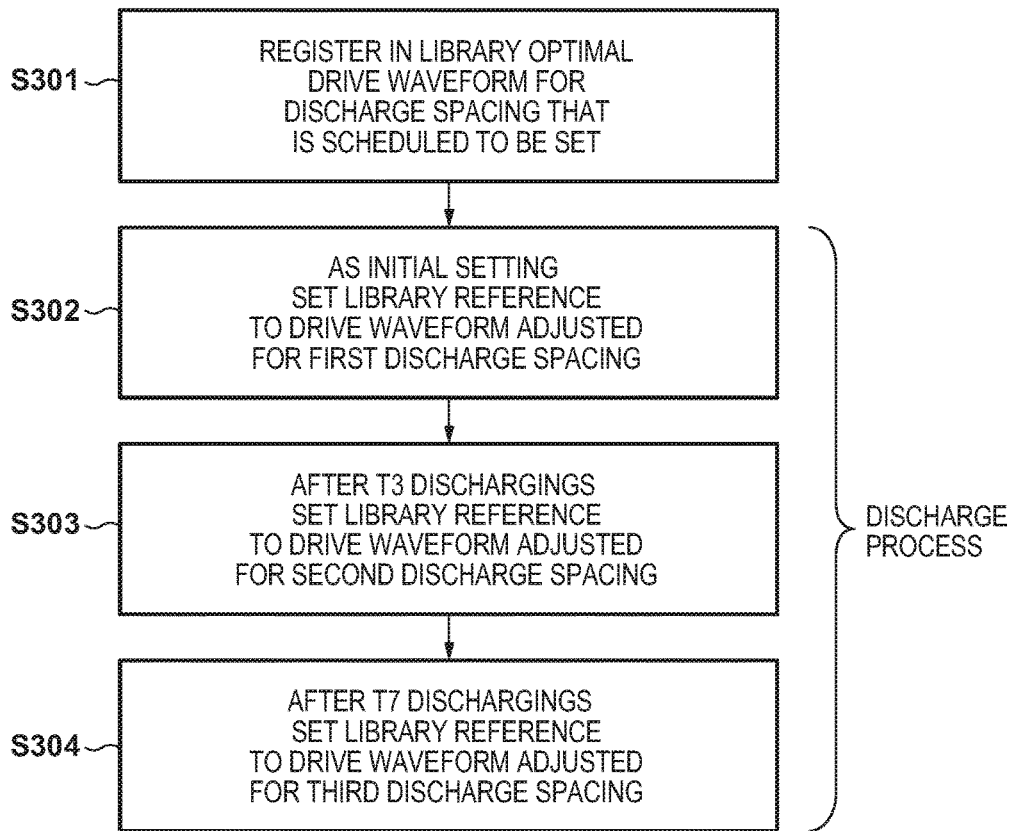 S301
REGISTER IN LIBRARY OPTIMAL
DRIVE WAVEFORM FOR
DISCHARGE SPACING THAT
IS SCHEDULED TO BE SET
S302
AS INITIAL SETTING
SET LIBRARY REFERENCE
TO DRIVE WAVEFORM ADJUSTED
FOR FIRST DISCHARGE SPACING
S303
AFTER T3 DISCHARGINGS
SET LIBRARY REFERENCE
TO DRIVE WAVEFORM ADJUSTED
FOR SECOND DISCHARGE SPACING
S304
AFTER T7 DISCHARGINGS
SET LIBRARY REFERENCE
TO DRIVE WAVEFORM ADJUSTED
FOR THIRD DISCHARGE SPACING
DISCHARGE
PROCESS